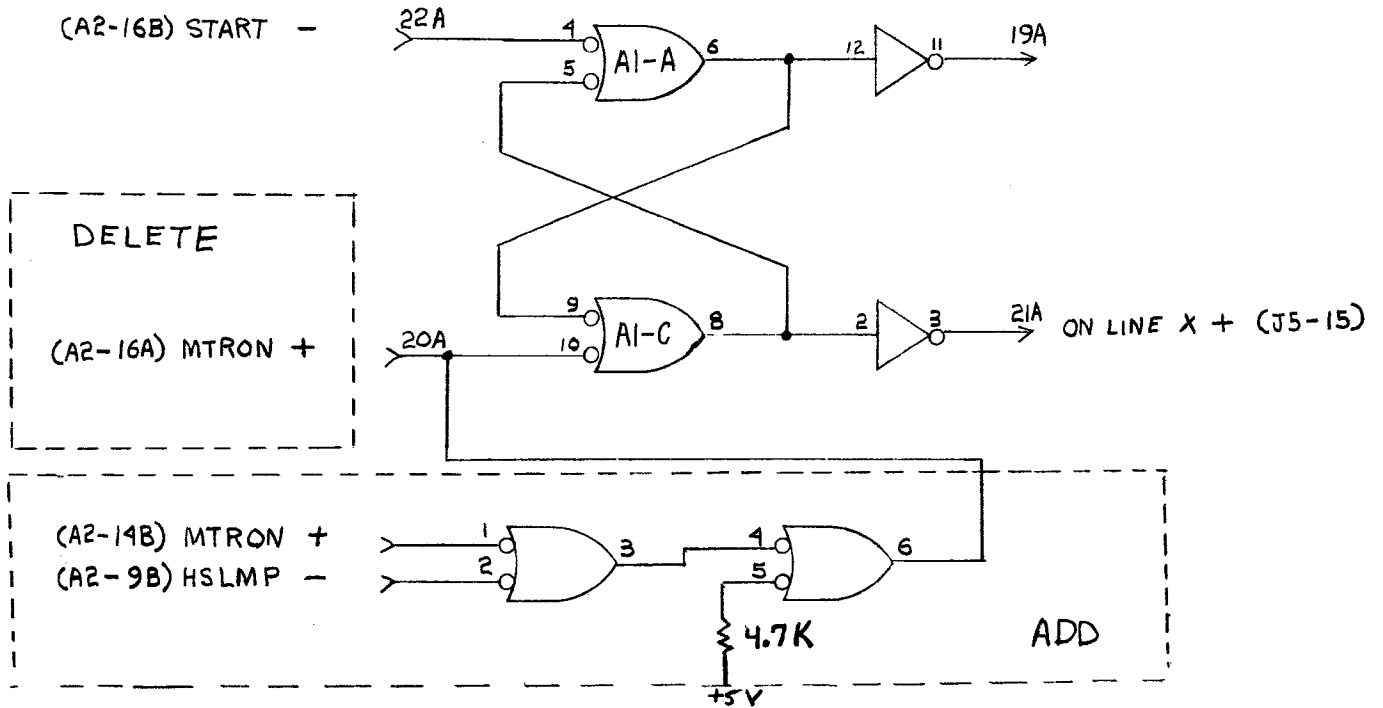 (A2-16B) START -
22A
4
5
A1-A
6
12
11
19A
DELETE
(A2-16A) MTRON +
20A
9
10
A1-C
8
2
3
21A
ON LINE X + (J5-15)
(A2-14B) MTRON +
(A2-9B) HSLMP -
1
2
3
4
5
6
4.7K
+5V
ADD